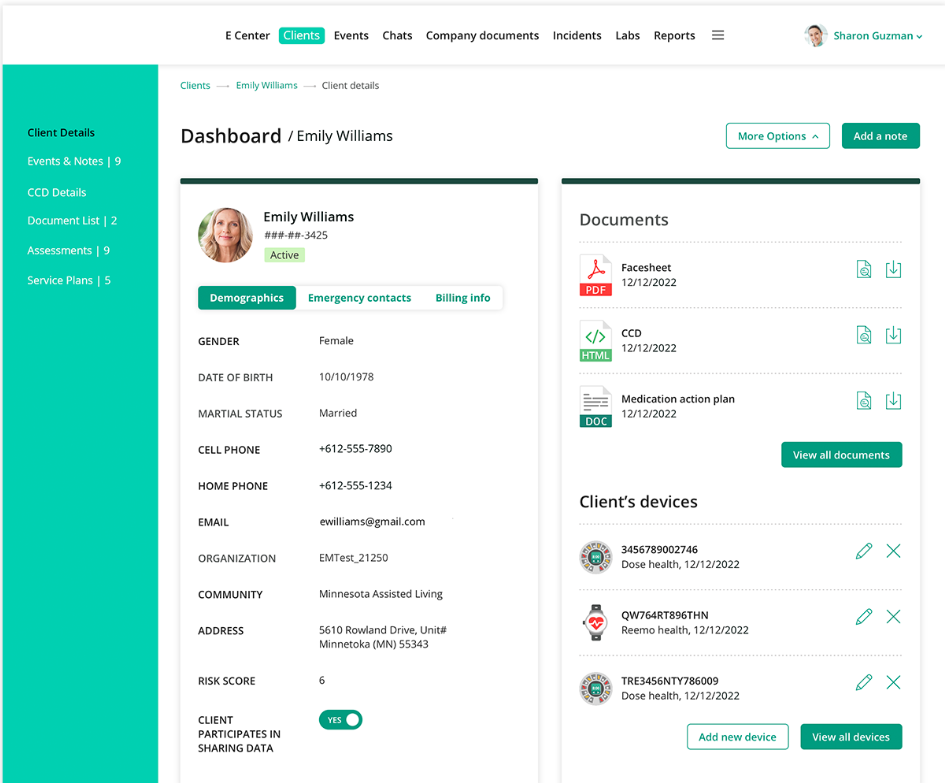 E Center Clients Events Chats Company documents Incidents Labs Reports Sharon Guzman
Clients Emily Williams Client details
Client Details
Events & Notes | 9
CCD Details
Document List | 2
Assessments | 9
Service Plans | 5
Dashboard / Emily Williams
More Options
Add a note
Emily Williams
###-##-3425
Active
Demographics Emergency contacts Billing info
GENDER Female
DATE OF BIRTH 10/10/1978
MARTIAL STATUS Married
CELL PHONE +612-555-7890
HOME PHONE +612-555-1234
EMAIL ewilliams@gmail.com
ORGANIZATION EMTest_21250
COMMUNITY Minnesota Assisted Living
ADDRESS 5610 Rowland Drive, Unit#
Minnetoka (MN) 55343
RISK SCORE 6
CLIENT YES
PARTICIPATES IN
SHARING DATA
Documents
PDF
Facesheet
12/12/2022
HTML
CCD
12/12/2022
DOC
Medication action plan
12/12/2022
View all documents
Client's devices
3456789002746
Dose health, 12/12/2022
QW764RT896THN
Reemo health, 12/12/2022
TRE3456NTY786009
Dose health, 12/12/2022
Add new device
View all devices